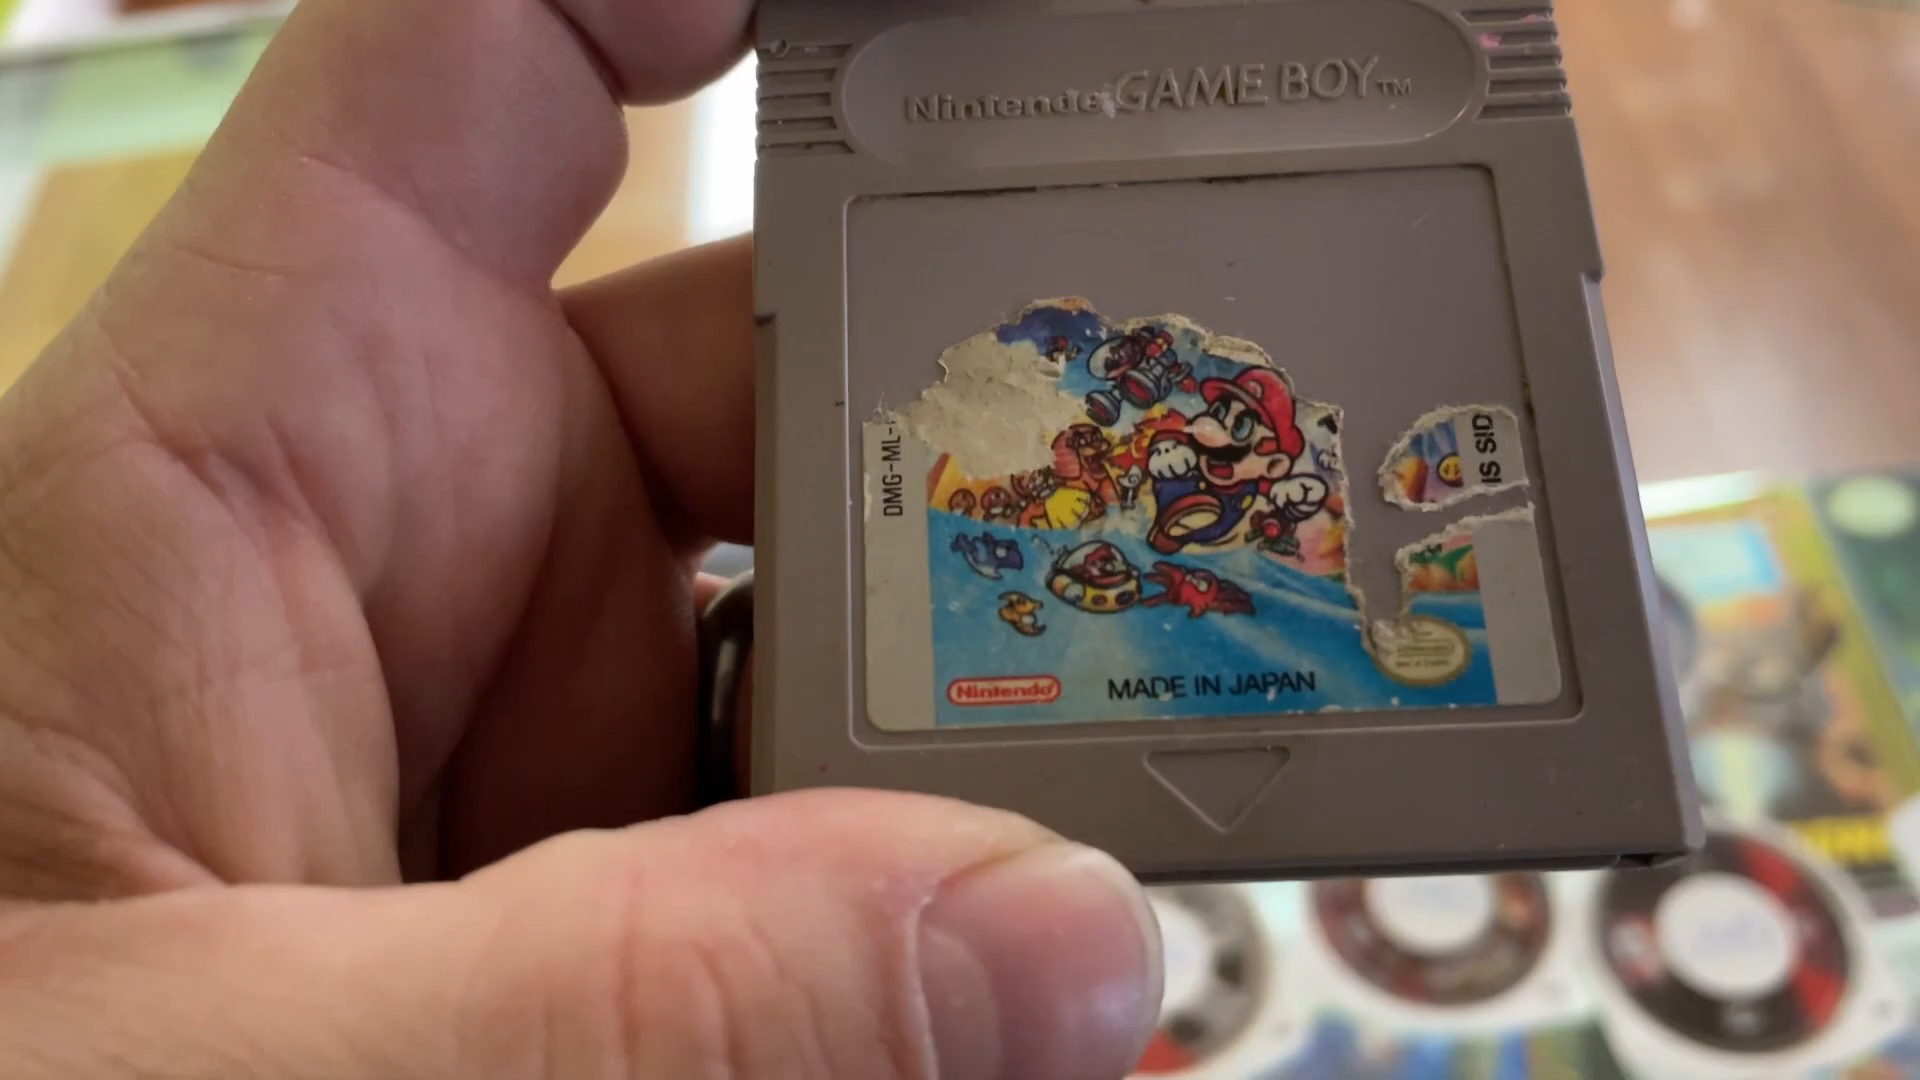 Nintendo GAME BOY™
DMG-ML-
IS SID
Nintendo
MADE IN JAPAN